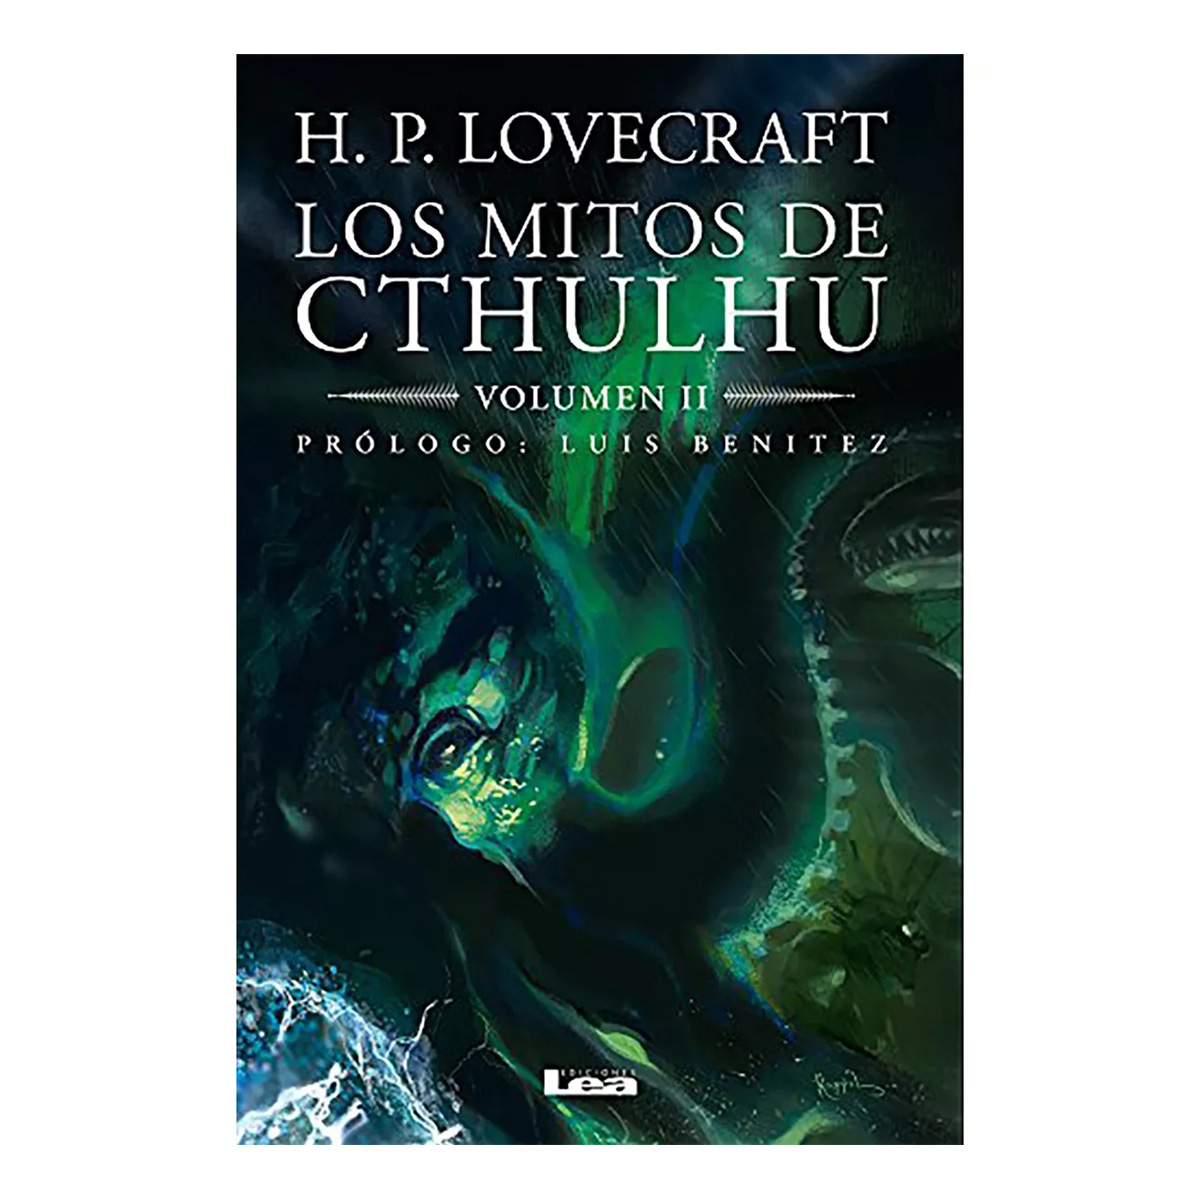 H. P. LOVECRAFT
LOS MITOS DE
CTHULHU
VOLUMEN II
PRÓLOGO: LUIS BENITEZ
EDICIONES
Lea